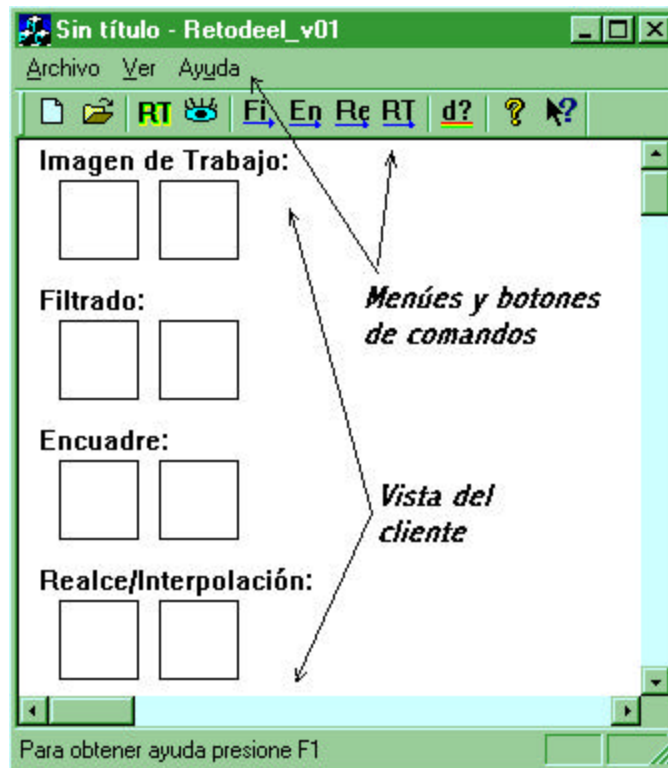 Sin título - Retodeel_v01
Archivo Ver Ayuda
RT Fi En Re RT d? ? ?
Imagen de Trabajo:
Filtrado:
Menúes y botones
de comandos
Encuadre:
Vista del
cliente
Realce/Interpolación:
Para obtener ayuda presione F1